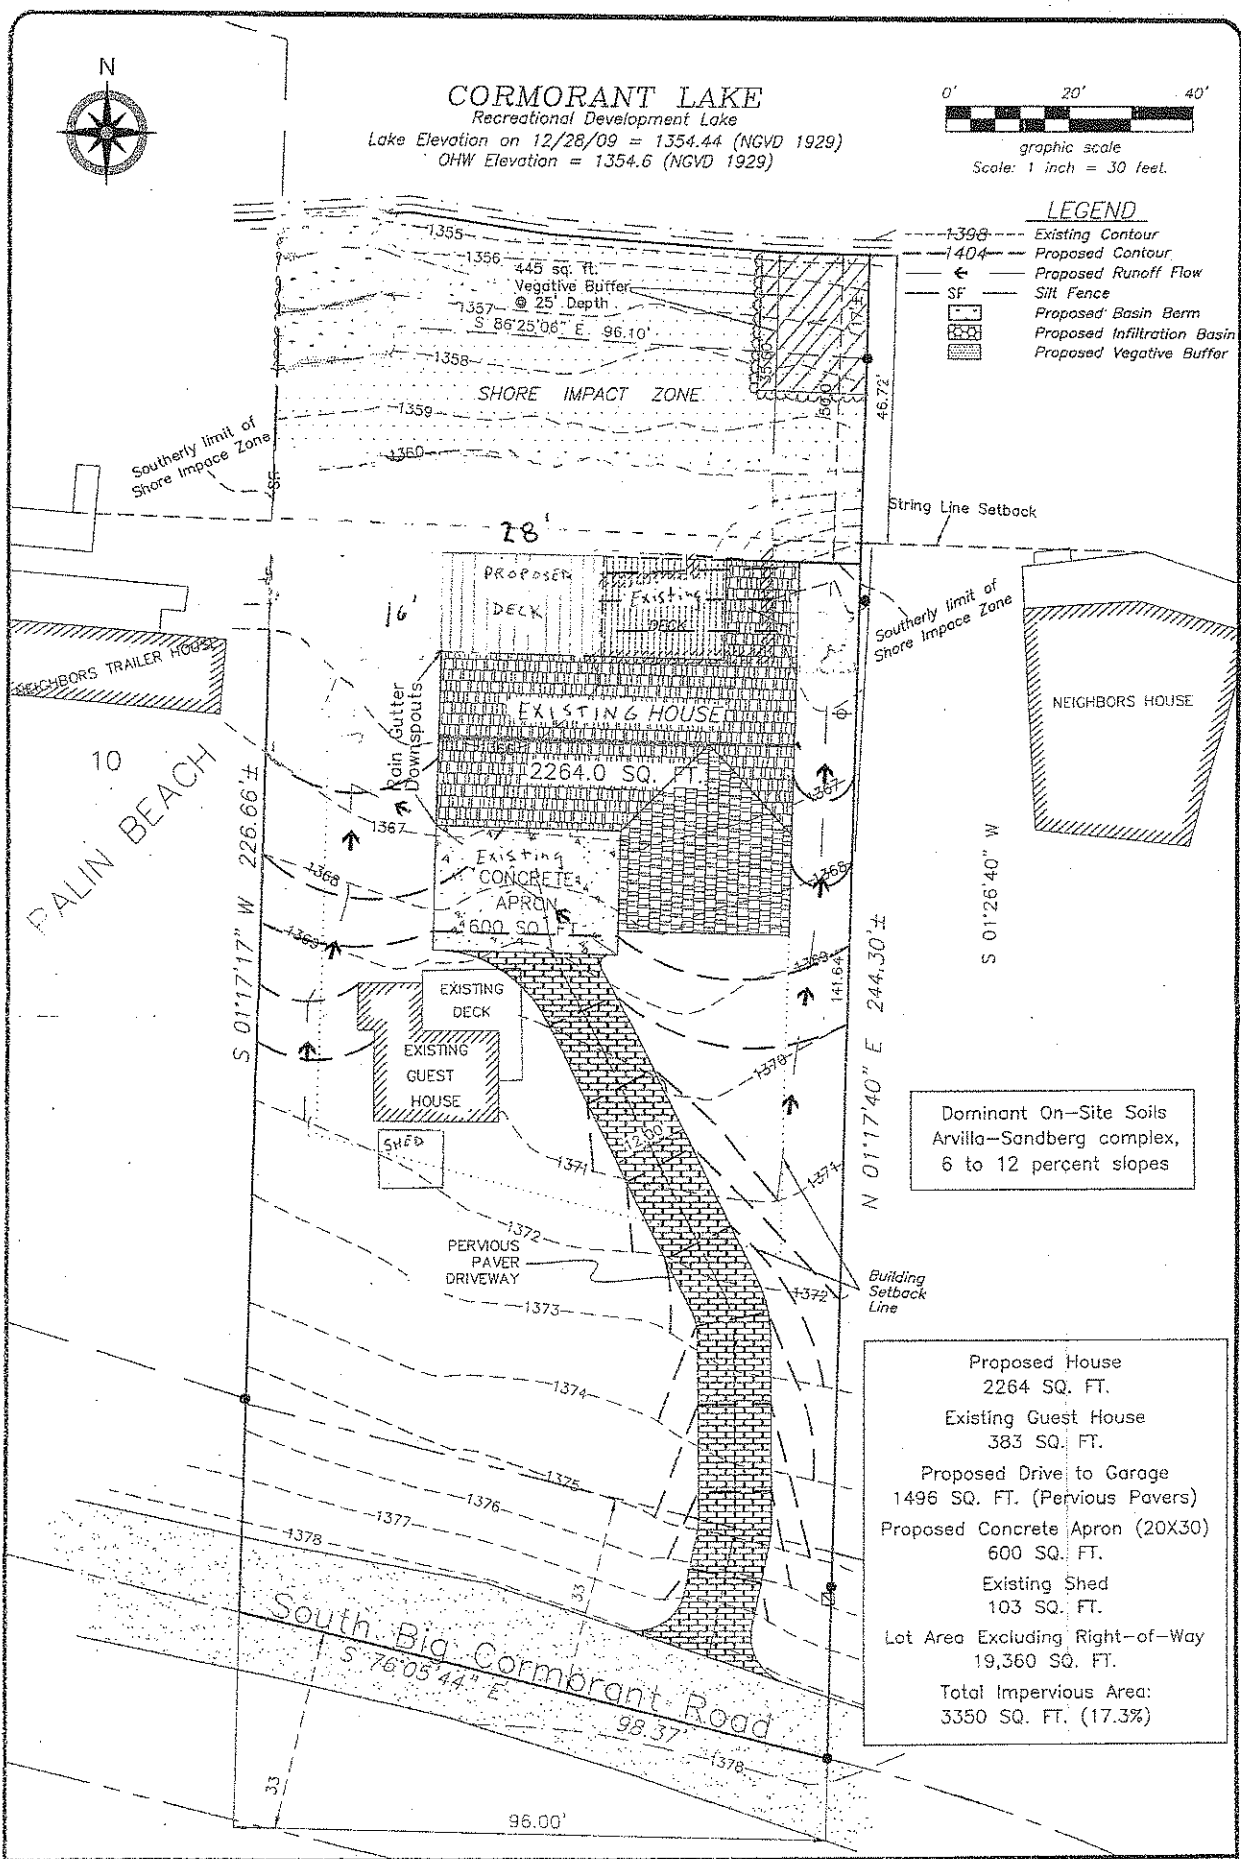 N
CORMORANT LAKE
Recreational Development Lake
Lake Elevation on 12/28/09 = 1354.44 (NGVD 1929)
OHW Elevation = 1354.6 (NGVD 1929)
0' 20' 40'
graphic scale
Scale: 1 inch = 30 feet.
LEGEND
1398 Existing Contour
1404 Proposed Contour
Proposed Runoff Flow
SF Silt Fence
Proposed Basin Berm
Proposed Infiltration Basin
Proposed Vegative Buffer
1355
1356
445 sq. ft.
Vegative Buffer
@ 25' Depth
1357
S 86°25'06" E 96.10'
1358
SHORE IMPACT ZONE
1359
1360
50.0
46.72'
Southerly limit of
Shore Impace Zone
SF
String Line Setback
28'
PROPOSED
DECK
16'
Existing
DECK
Southerly limit of
Shore Impace Zone
NEIGHBORS TRAILER HOUSE
NEIGHBORS HOUSE
EXISTING HOUSE
2264.0 SQ. FT.
Rain Gutter
Downspouts
10
PALIN BEACH
S 01°17'17" W 226.66'±
1367
1367
1368
1368
1369
1369
Existing
CONCRETE
APRON
600 SQ FT
S 01°26'40" W
N 01°17'40" E 244.30'±
141.64'
EXISTING
DECK
EXISTING
GUEST
HOUSE
SHED
1370
12.00'
1371
1371
Dominant On-Site Soils
Arvilla-Sandberg complex,
6 to 12 percent slopes
1372
1372
PERVIOUS
PAVER
DRIVEWAY
Building
Setback
Line
1373
1374
1375
1376
1377
1378
33
Proposed House
2264 SQ. FT.
Existing Guest House
383 SQ. FT.
Proposed Drive to Garage
1496 SQ. FT. (Pervious Pavers)
Proposed Concrete Apron (20X30)
600 SQ. FT.
Existing Shed
103 SQ. FT.
Lot Area Excluding Right-of-Way
19,360 SQ. FT.
Total Impervious Area:
3350 SQ. FT. (17.3%)
South Big Cormbrant Road
S 76°05'44" E
98.37'
1378
33
96.00'